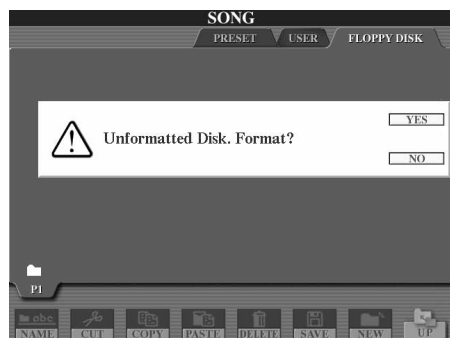 SONG
PRESET USER FLOPPY DISK
Unformatted Disk. Format?
YES
NO
P1
abc
NAME CUT COPY PASTE DELETE SAVE NEW UP